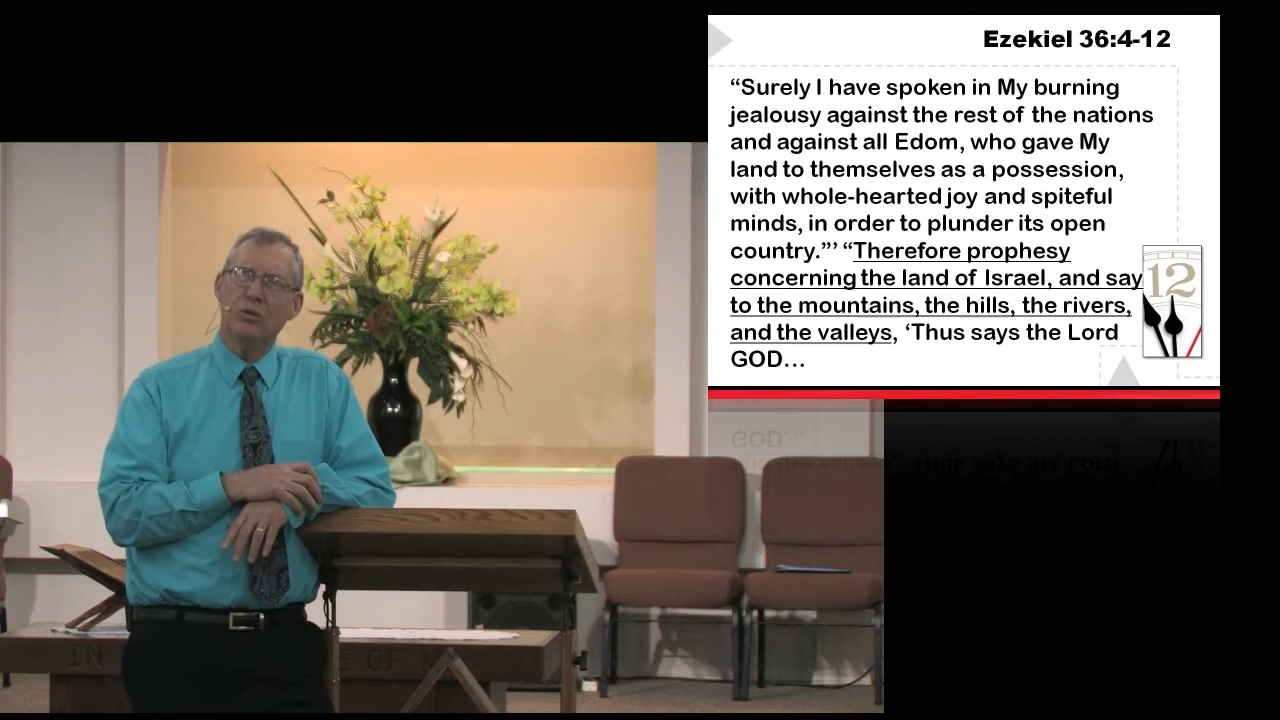 Ezekiel 36:4-12
“Surely I have spoken in My burning
jealousy against the rest of the nations
and against all Edom, who gave My
land to themselves as a possession,
with whole-hearted joy and spiteful
minds, in order to plunder its open
country.”’ “Therefore prophesy
concerning the land of Israel, and say
to the mountains, the hills, the rivers,
and the valleys, ‘Thus says the Lord
GOD...
12
IN
OF M